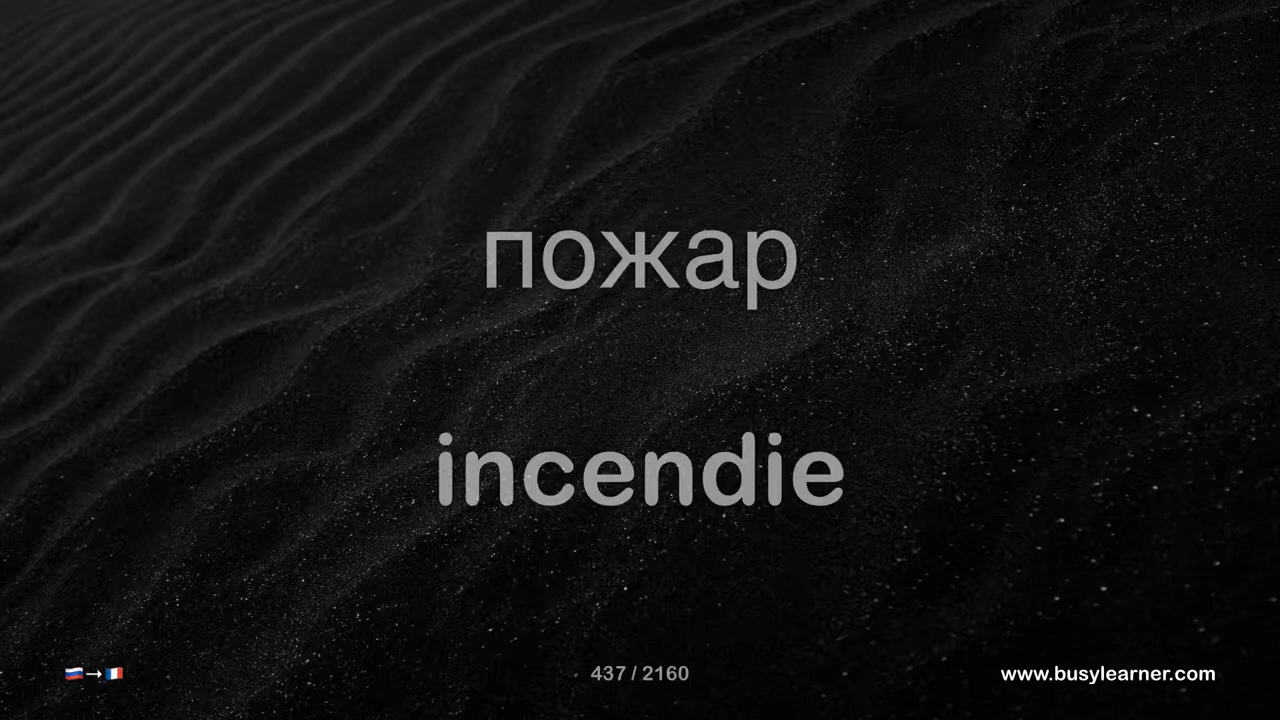 пожар
incendie
🇷🇺→🇫🇷
437 / 2160
www.busylearner.com